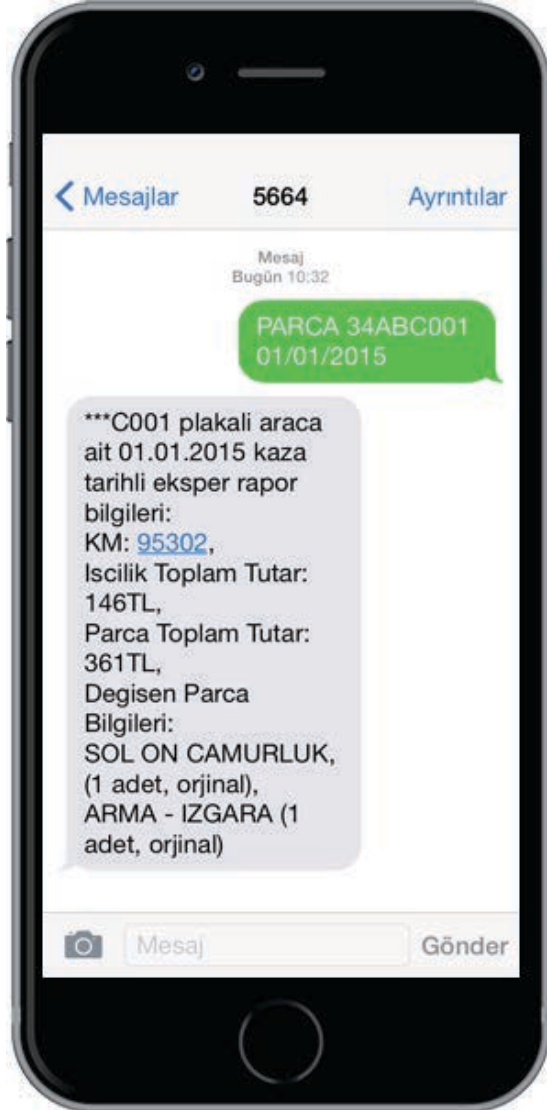 Mesajlar 5664 Ayrıntılar
Mesaj
Bugün 10:32
PARCA 34ABC001
01/01/2015
***C001 plakali araca
ait 01.01.2015 kaza
tarihli eksper rapor
bilgileri:
KM: 95302,
Iscilik Toplam Tutar:
146TL,
Parca Toplam Tutar:
361TL,
Degisen Parca
Bilgileri:
SOL ON CAMURLUK,
(1 adet, orjinal),
ARMA - IZGARA (1
adet, orjinal)
Mesaj Gönder